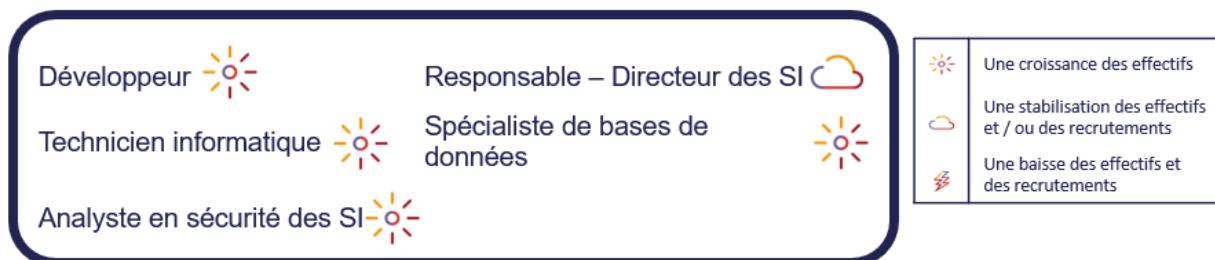 Développeur
Technicien informatique
Analyste en sécurité des SI
Responsable – Directeur des SI
Spécialiste de bases de
données
Une croissance des effectifs
Une stabilisation des effectifs
et / ou des recrutements
Une baisse des effectifs et
des recrutements